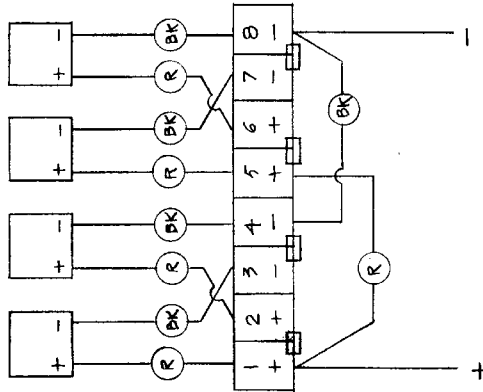 + - + - + - + -
R BK R BK R BK R BK
1 2 3 4 5 6 7 8
+ + - - + + - -
BK
R
+ -